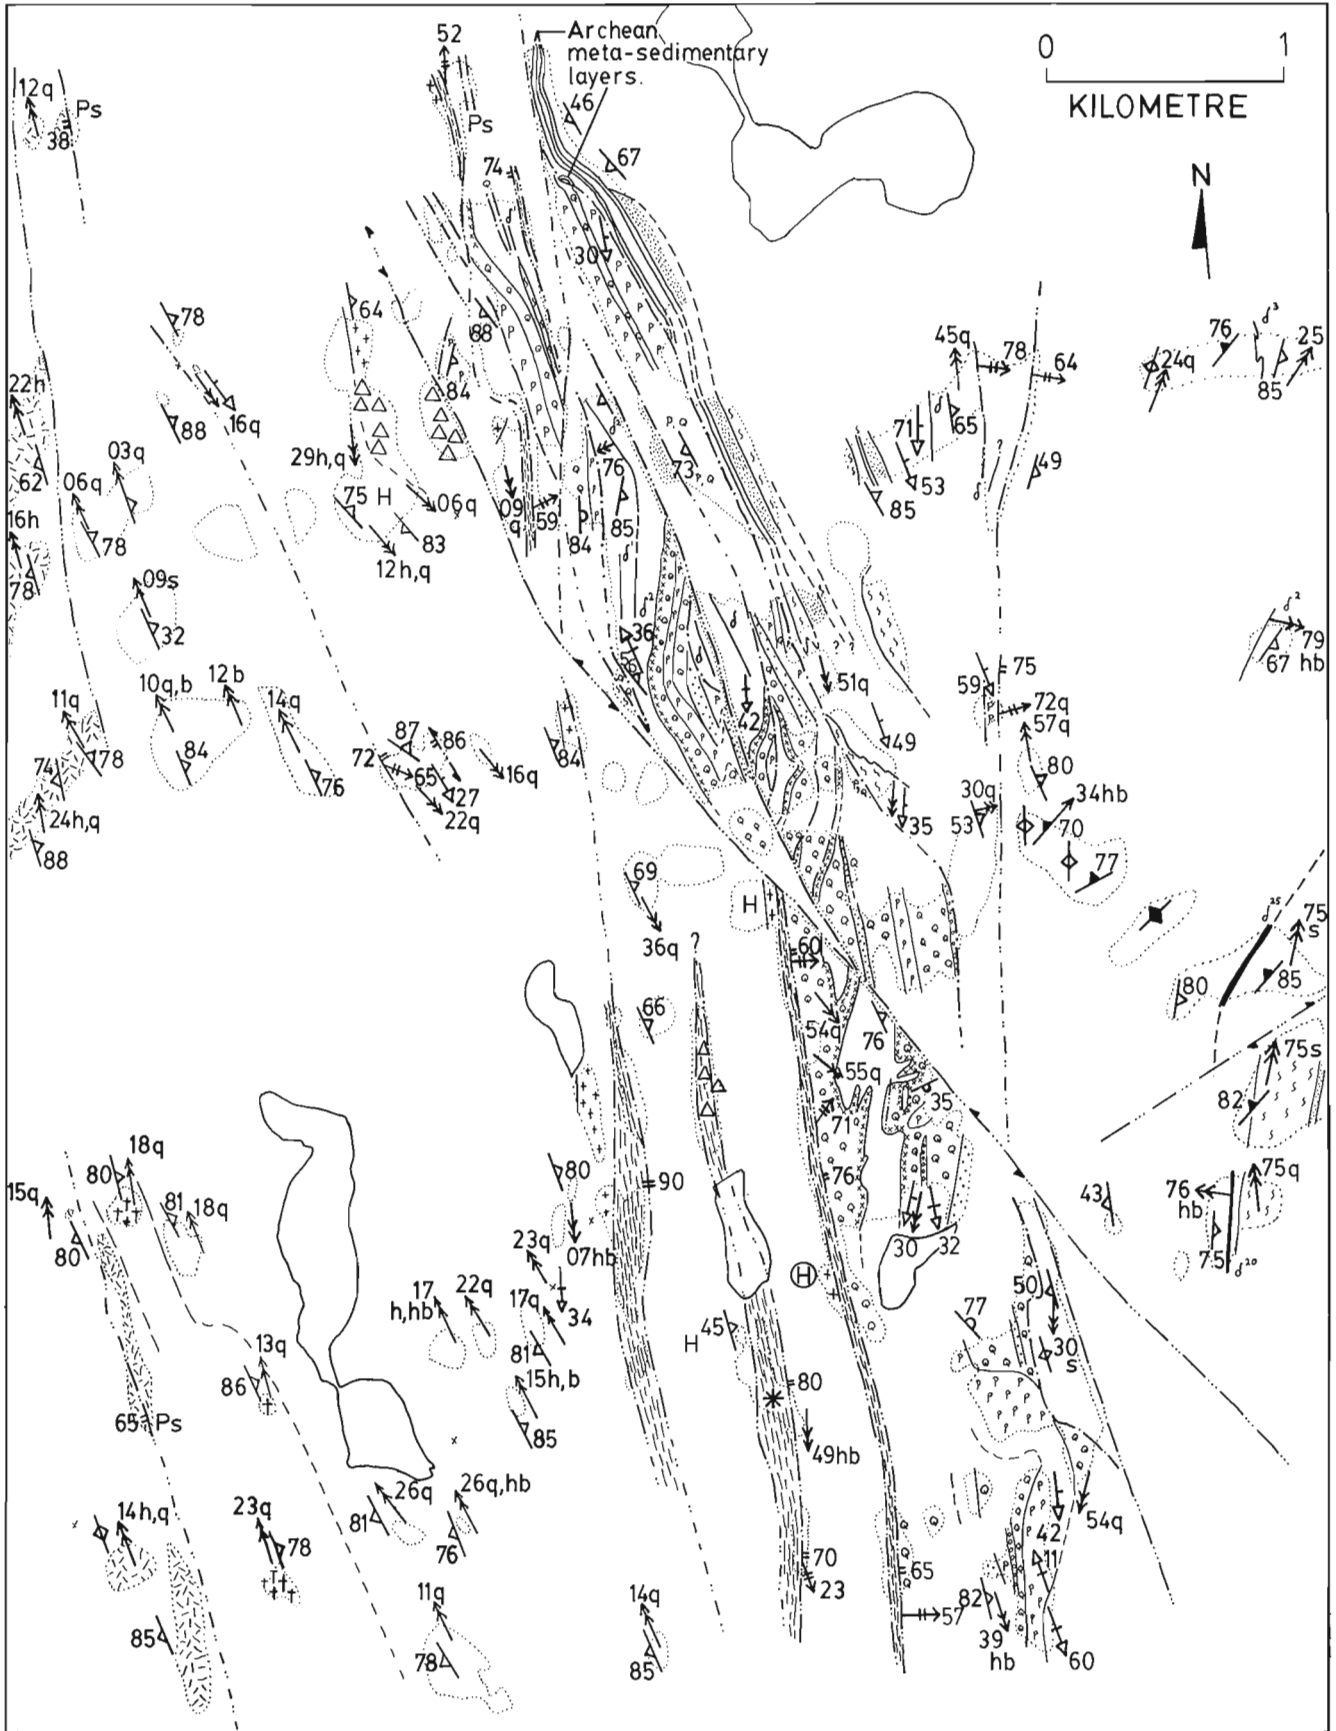 52
Archean
meta-sedimentary
layers.
0 1
KILOMETRE
N
12q
38
Ps
Ps
46
67
74
30
78
64
88
84
16q
88
22h
03q
62
06q
29h,q
75 H
06q
83
12h,q
09
q
59
84
76
85
73
16h
78
78
45q
78
64
71
65
53
85
49
76
24q
85
25
09s
32
36
79
67 hb
10q,b
12b
11q
14q
84
76
78
74
24h,q
88
87
86
72
65
27
22q
16q
84
42
51q
49
35
75
59
72q
57q
80
30q
53
34hb
70
77
69
36q
H
60
54q
76
66
55q
71
35
75
s
85
80
75s
82
18q
80
15q
81
18q
80
80
90
76
07hb
23q
30 32
43
75q
76
hb
75
H
17
h,hb
22q
17q
34
81
H
45
50
77
30
s
13q
86
15h,b
85
80
49hb
65 Ps
26q
26q,hb
81
76
14h,q
23q
78
42
54q
11
70
23
65
57
82
39
hb
60
85
11q
78
14q
85